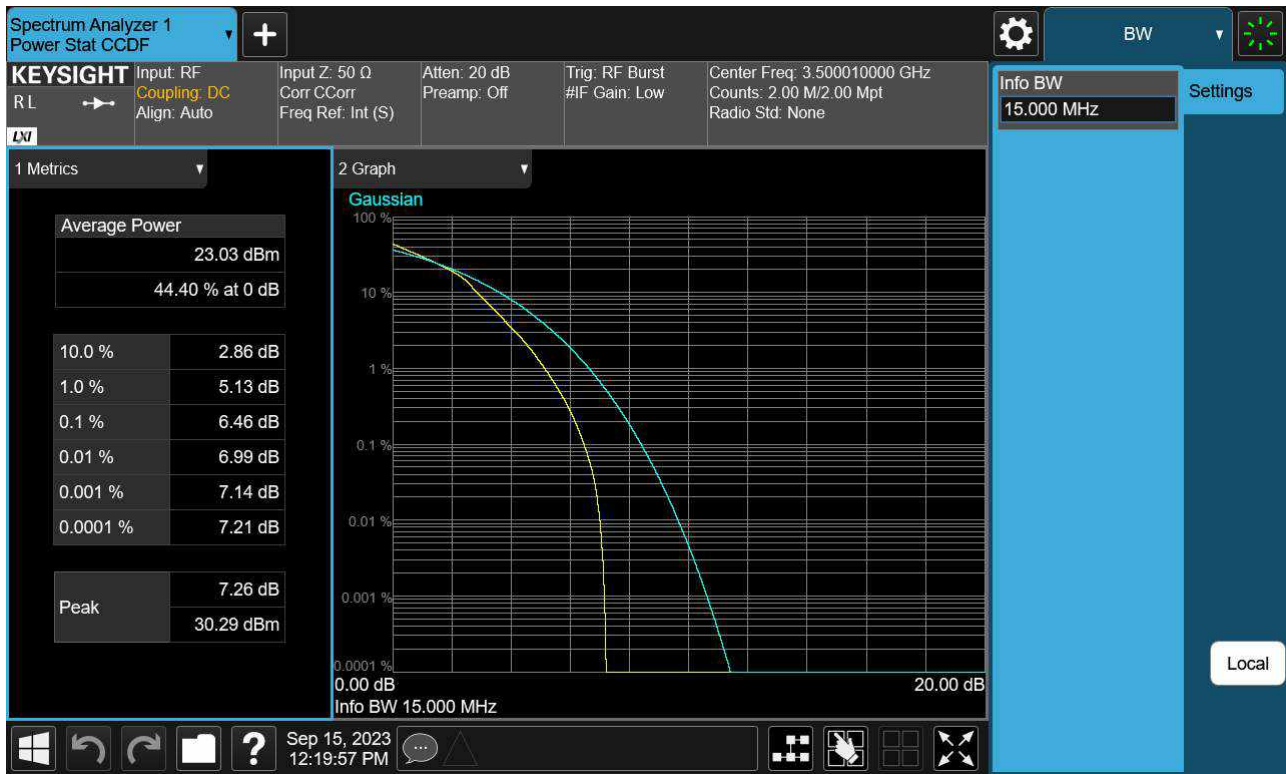 Spectrum Analyzer 1
Power Stat CCDF
+
BW
KEYSIGHT
RL
LXI
Input: RF
Coupling: DC
Align: Auto
Input Z: 50 Ω
Corr CCorr
Freq Ref: Int (S)
Atten: 20 dB
Preamp: Off
Trig: RF Burst
#IF Gain: Low
Center Freq: 3.500010000 GHz
Counts: 2.00 M/2.00 Mpt
Radio Std: None
Info BW
15.000 MHz
Settings
1 Metrics
Average Power
23.03 dBm
44.40 % at 0 dB
10.0 % 2.86 dB
1.0 % 5.13 dB
0.1 % 6.46 dB
0.01 % 6.99 dB
0.001 % 7.14 dB
0.0001 % 7.21 dB
Peak
7.26 dB
30.29 dBm
2 Graph
Gaussian
100 %
10 %
1 %
0.1 %
0.01 %
0.001 %
0.0001 %
0.00 dB 20.00 dB
Info BW 15.000 MHz
Local
?
Sep 15, 2023
12:19:57 PM